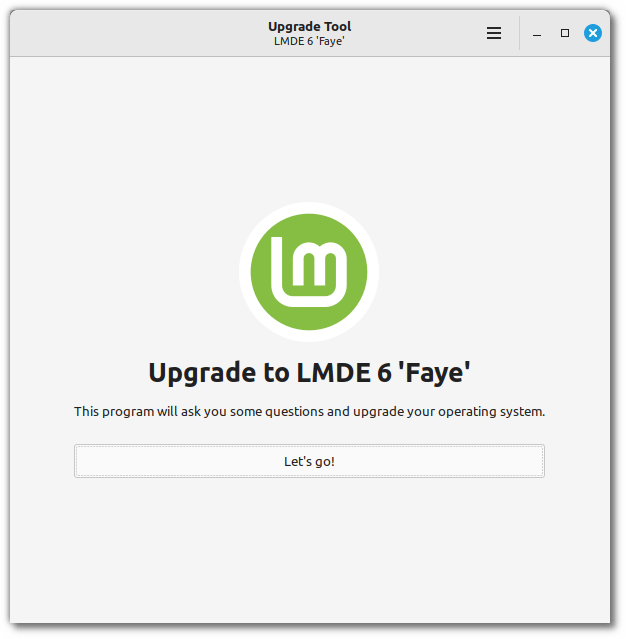 Upgrade Tool
LMDE 6 'Faye'
Upgrade to LMDE 6 'Faye'
This program will ask you some questions and upgrade your operating system.
Let's go!